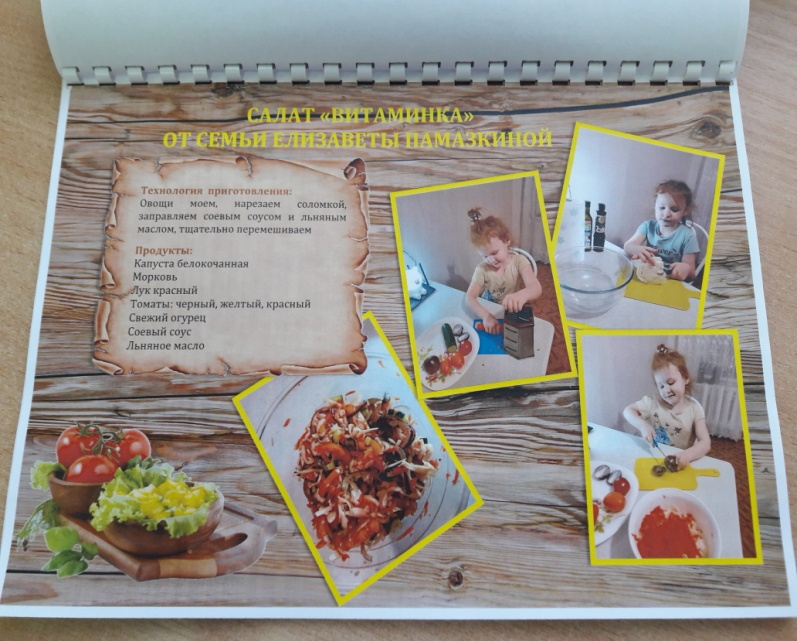 САЛАТ «ВИТАМИНКА»
ОТ СЕМЬИ ЕЛИЗАВЕТЫ ПАМАЗКИНОЙ
Технология приготовления:
Овощи моем, нарезаем соломкой,
заправляем соевым соусом и льняным
маслом, тщательно перемешиваем
Продукты:
Капуста белокочанная
Морковь
Лук красный
Томаты: черный, желтый, красный
Свежий огурец
Соевый соус
Льняное масло